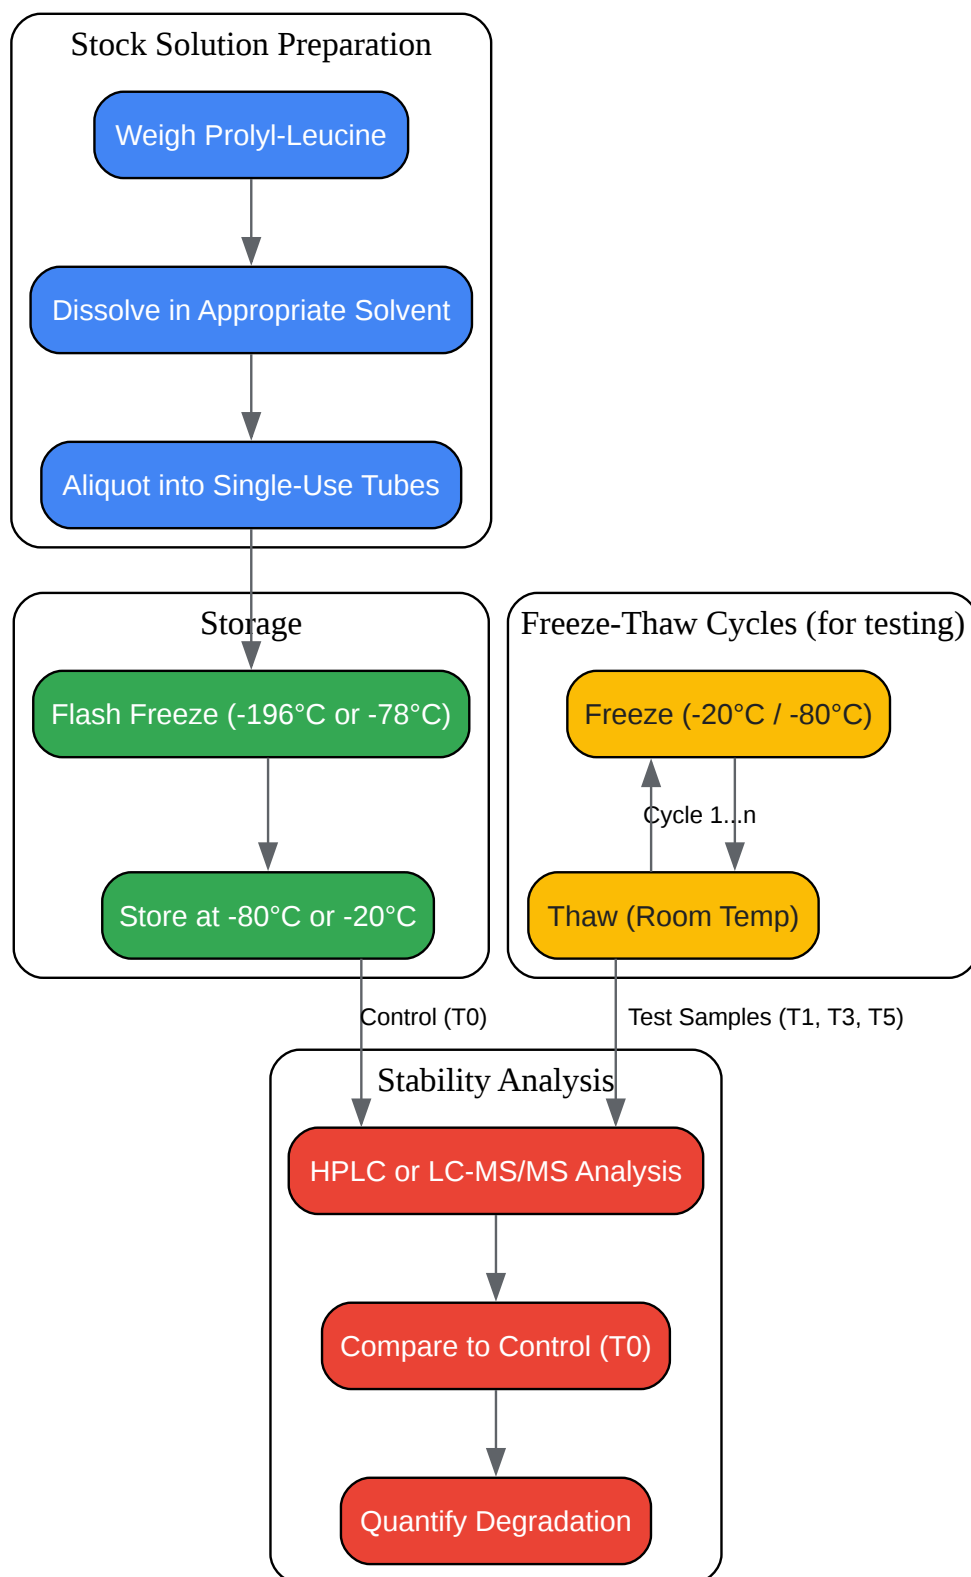 Stock Solution Preparation
Weigh Prolyl-Leucine
Dissolve in Appropriate Solvent
Aliquot into Single-Use Tubes
Storage
Flash Freeze (-196°C or -78°C)
Store at -80°C or -20°C
Freeze-Thaw Cycles (for testing)
Freeze (-20°C / -80°C)
Cycle 1...n
Thaw (Room Temp)
Control (T0)
Test Samples (T1, T3, T5)
Stability Analysis
HPLC or LC-MS/MS Analysis
Compare to Control (T0)
Quantify Degradation